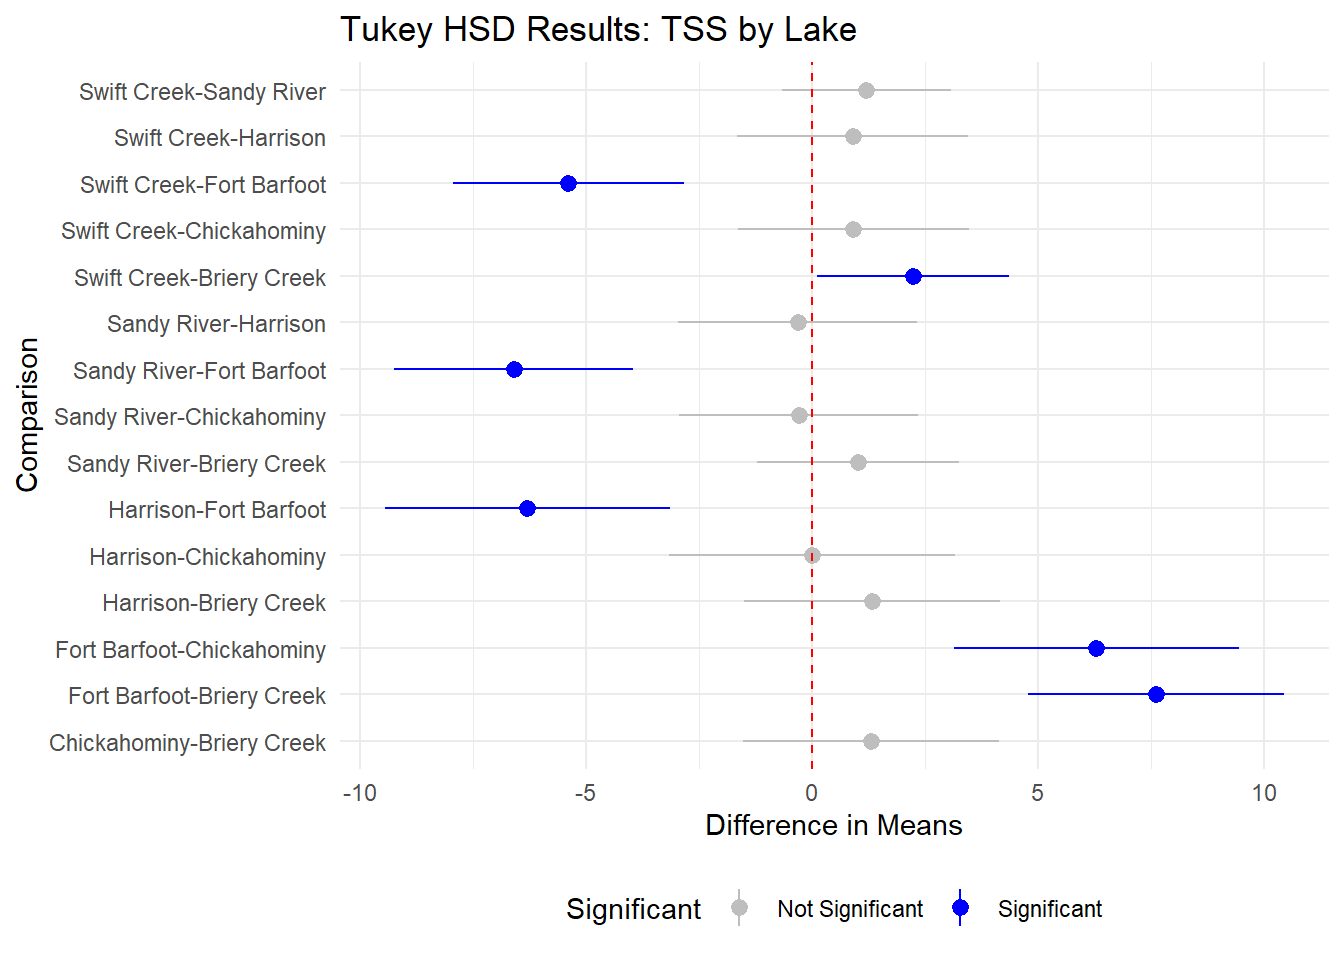 Tukey HSD Results: TSS by Lake
Swift Creek-Sandy River
Swift Creek-Harrison
Swift Creek-Fort Barfoot
Swift Creek-Chickahominy
Swift Creek-Briery Creek
Sandy River-Harrison
Sandy River-Fort Barfoot
Sandy River-Chickahominy
Sandy River-Briery Creek
Harrison-Fort Barfoot
Harrison-Chickahominy
Harrison-Briery Creek
Fort Barfoot-Chickahominy
Fort Barfoot-Briery Creek
Chickahominy-Briery Creek
Comparison
-10 -5 0 5 10
Difference in Means
Significant Not Significant Significant